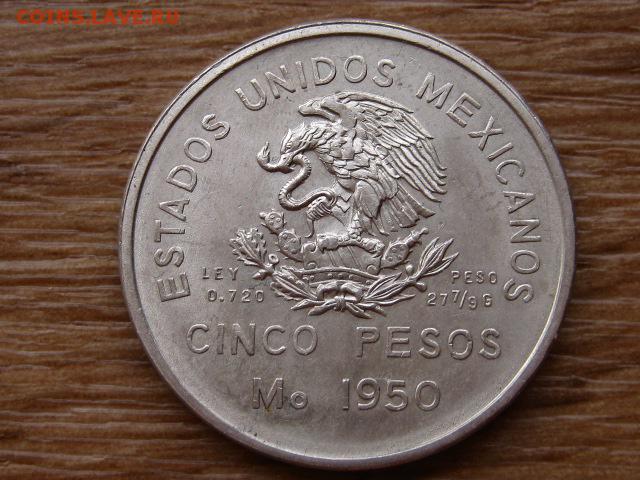 COINS.LAVE.RU
ESTADOS UNIDOS MEXICANOS
LEY PESO
0.720 27 7/9 G
CINCO PESOS
Mo 1950